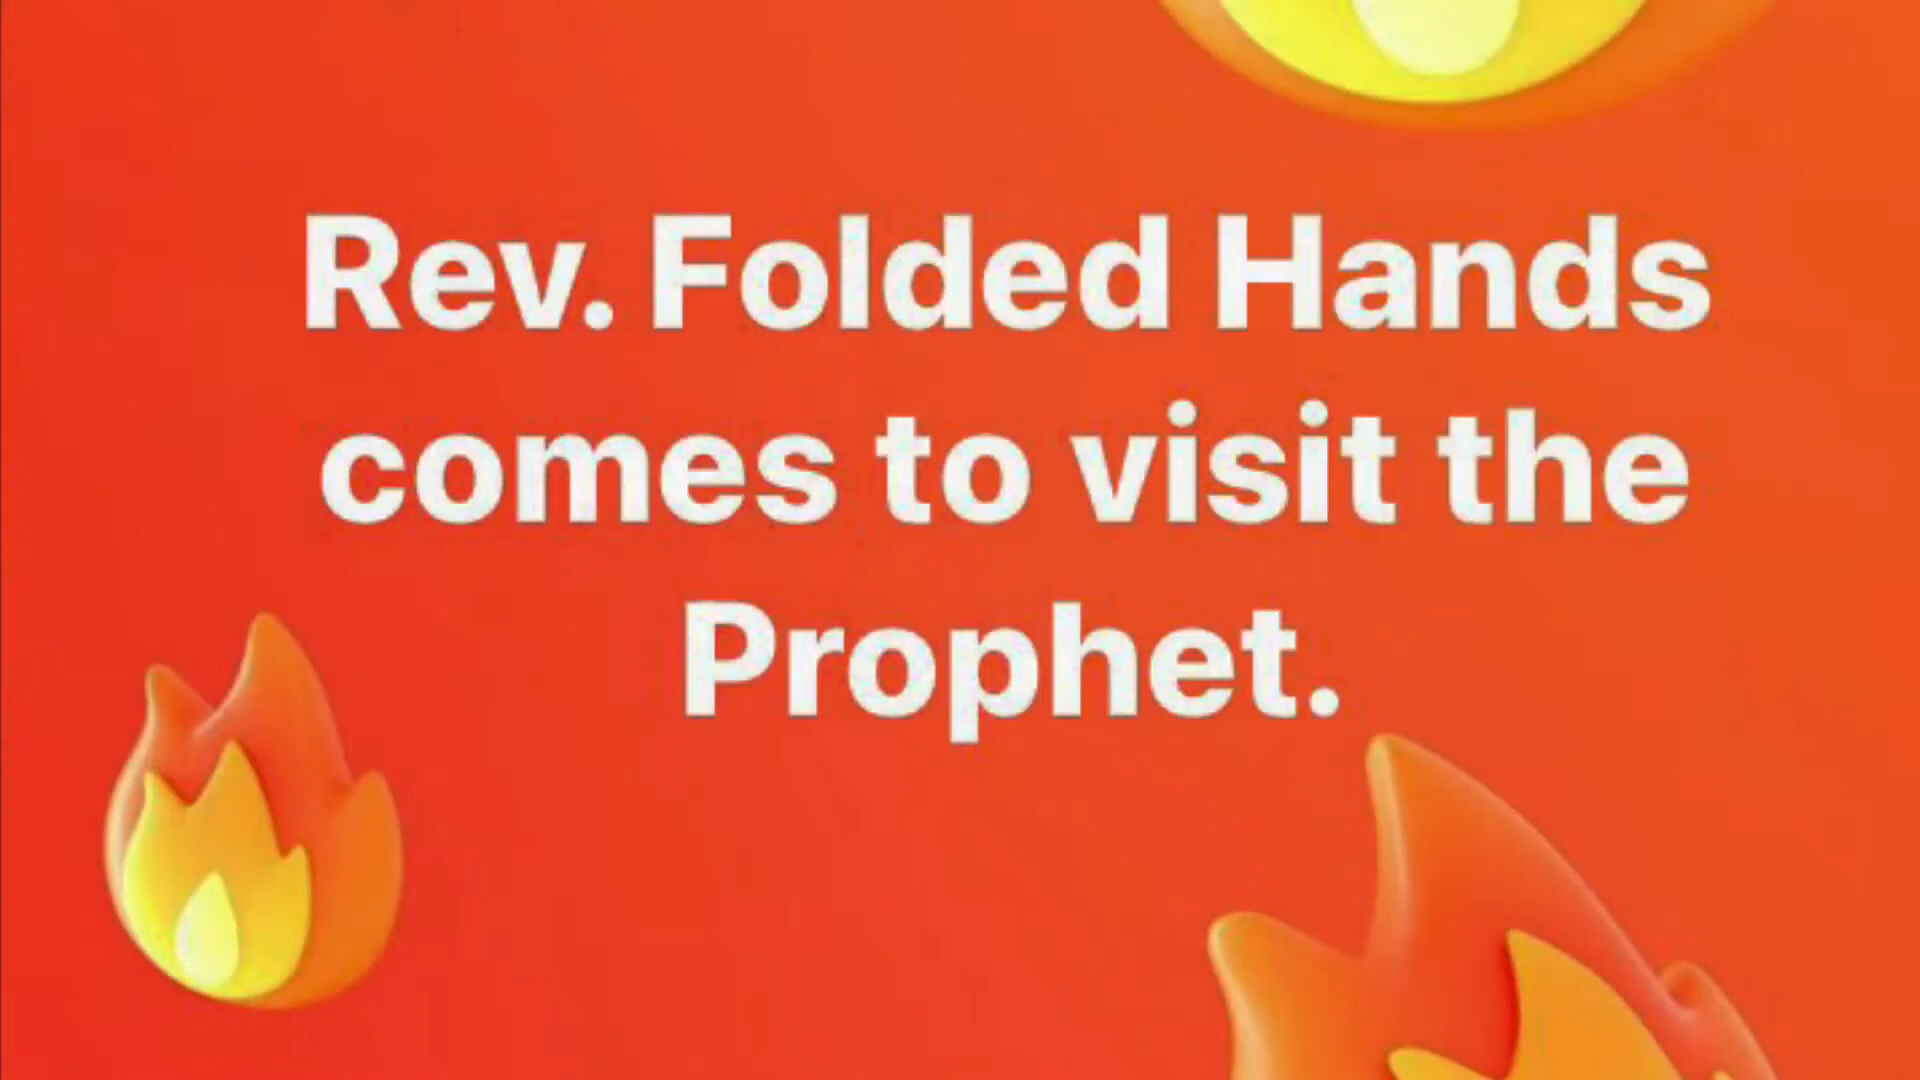 Rev. Folded Hands
comes to visit the
Prophet.